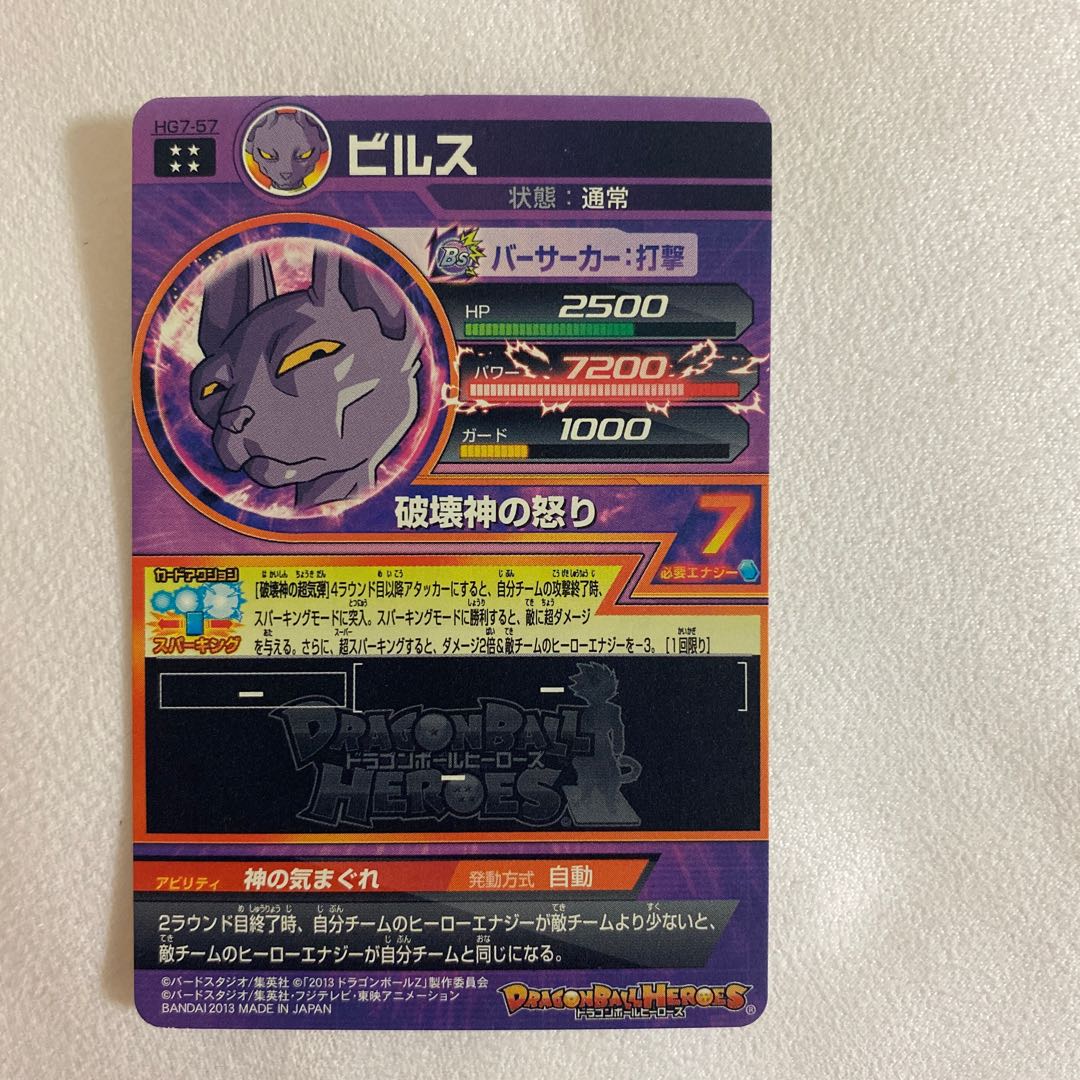 HG7-57
ビルス
状態：通常
Bs バーサーカー：打撃
HP 2500
パワー 7200
ガード 1000
破壊神の怒り
7
必要エナジー
カードアクション
スパーキング
[破壊神の超気弾]4ラウンド目以降アタッカーにすると、自分チームの攻撃終了時、
スパーキングモードに突入。スパーキングモードに勝利すると、敵に超ダメージ
を与える。さらに、超スパーキングすると、ダメージ2倍&敵チームのヒーローエナジーを−3。[1回限り]
ー
ー
DRAGONBALL
ドラゴンボールヒーローズ
HEROES
ー
アビリティ 神の気まぐれ 発動方式 自動
2ラウンド目終了時、自分チームのヒーローエナジーが敵チームより少ないと、
敵チームのヒーローエナジーが自分チームと同じになる。
©バードスタジオ/集英社 ©「2013 ドラゴンボールZ」製作委員会
©バードスタジオ/集英社・フジテレビ・東映アニメーション
BANDAI 2013 MADE IN JAPAN
DRAGONBALL HEROES
ドラゴンボールヒーローズ
®